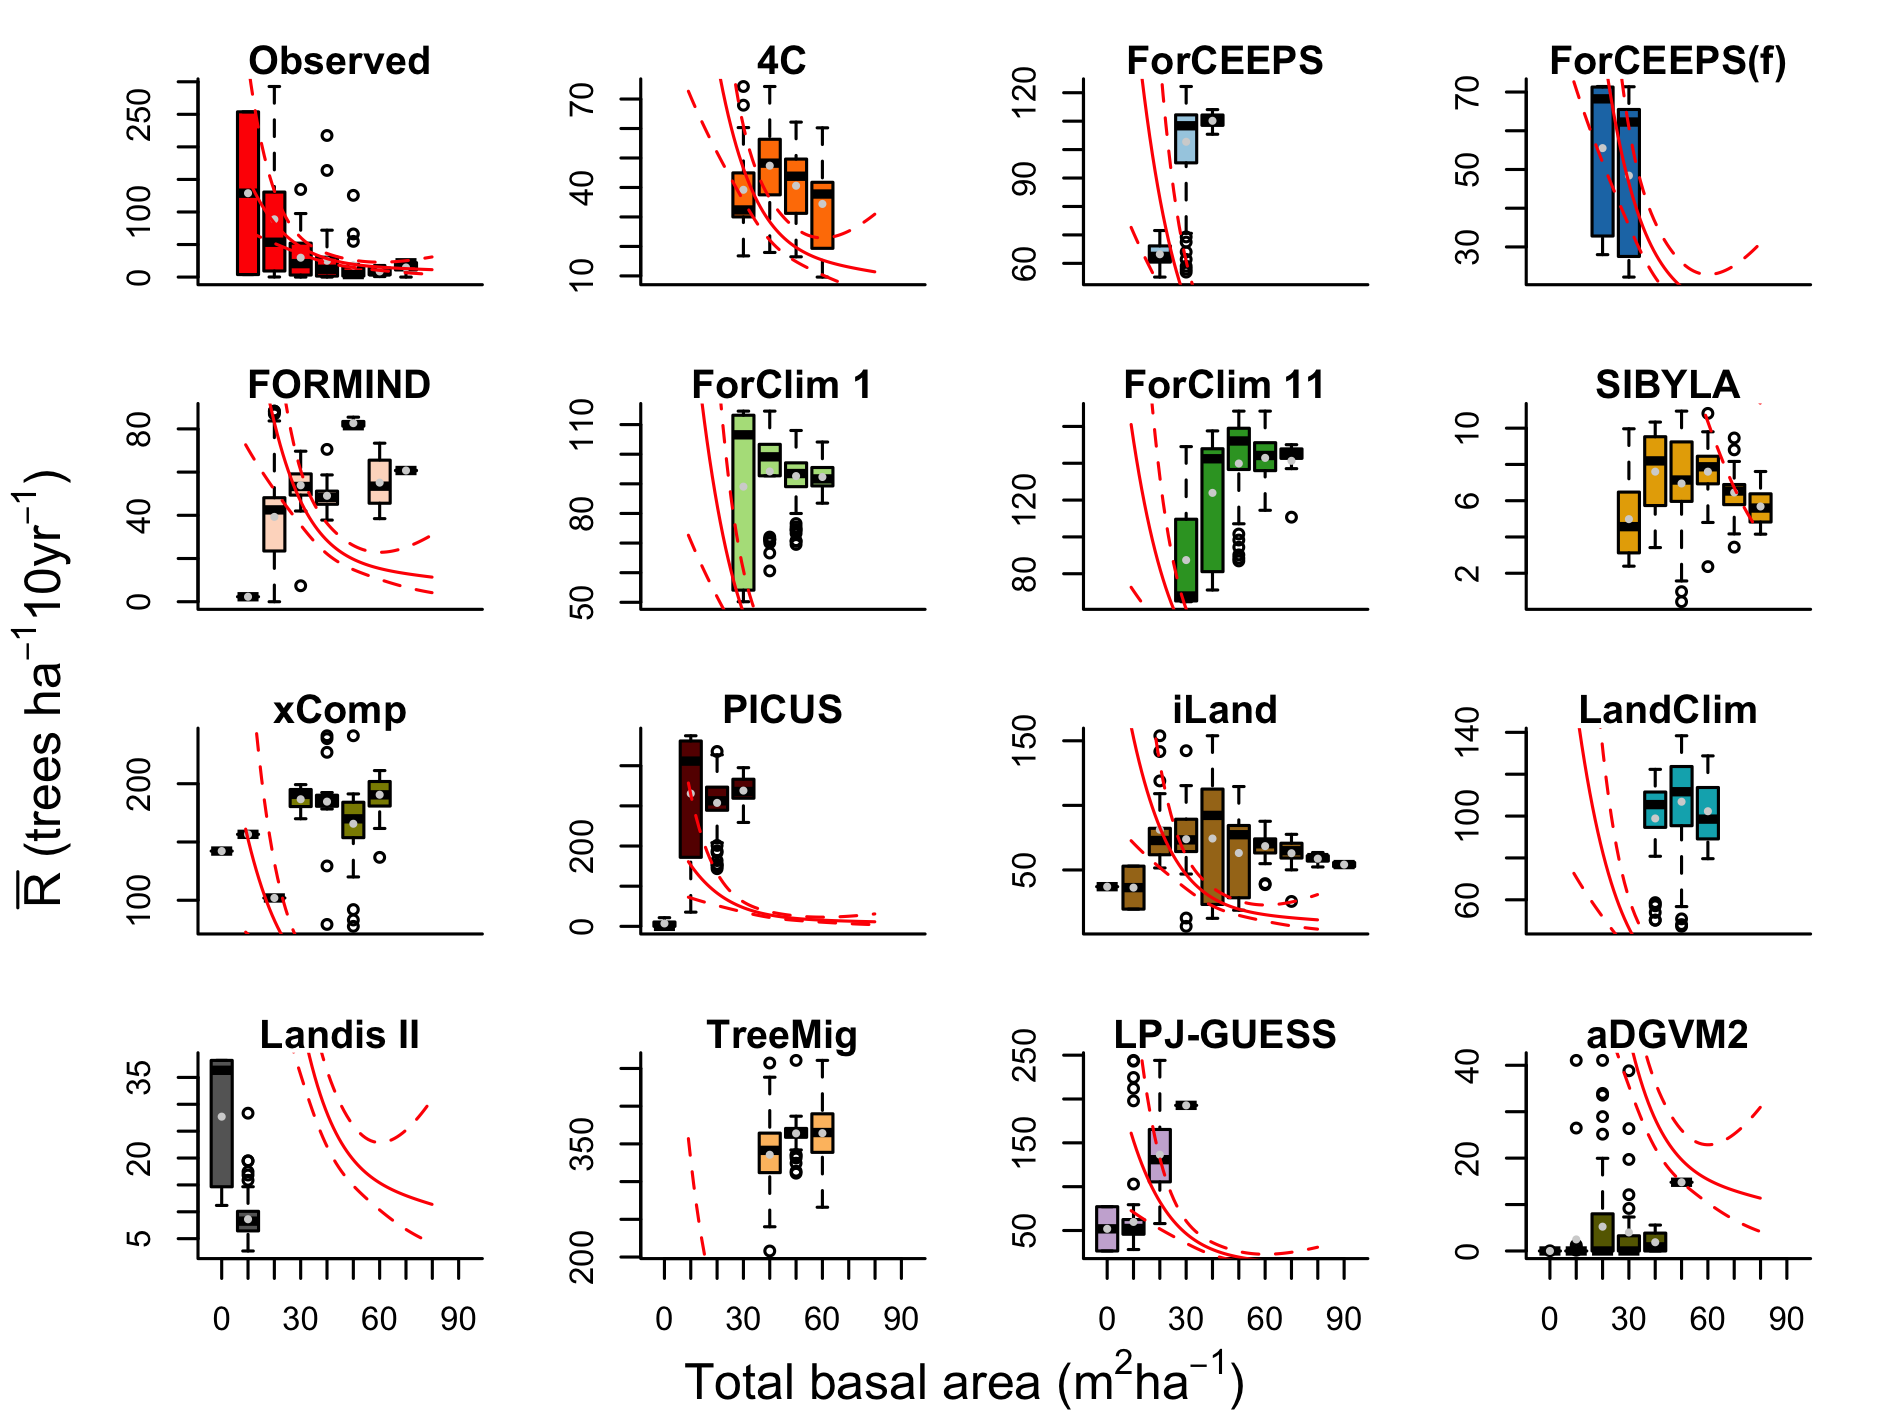 Observed 4C ForCEEPS ForCEEPS(f)
0 100 250
10 40 70
60 90 120
30 50 70
FORMIND ForClim 1 ForClim 11 SIBYLA
0 40 80
50 80 110
80 120
2 6 10
xComp PICUS iLand LandClim
100 200
0 200
50 150
60 100 140
Landis II TreeMig LPJ-GUESS aDGVM2
5 20 35
200 350
50 150 250
0 20 40
0 30 60 90 0 30 60 90 0 30 60 90 0 30 60 90
R̅ (trees ha⁻¹10yr⁻¹)
Total basal area (m²ha⁻¹)